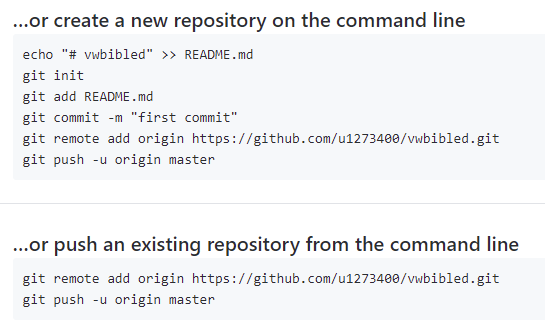 ...or create a new repository on the command line
echo "# vwbibled" >> README.md
git init
git add README.md
git commit -m "first commit"
git remote add origin https://github.com/u1273400/vwbibled.git
git push -u origin master
...or push an existing repository from the command line
git remote add origin https://github.com/u1273400/vwbibled.git
git push -u origin master